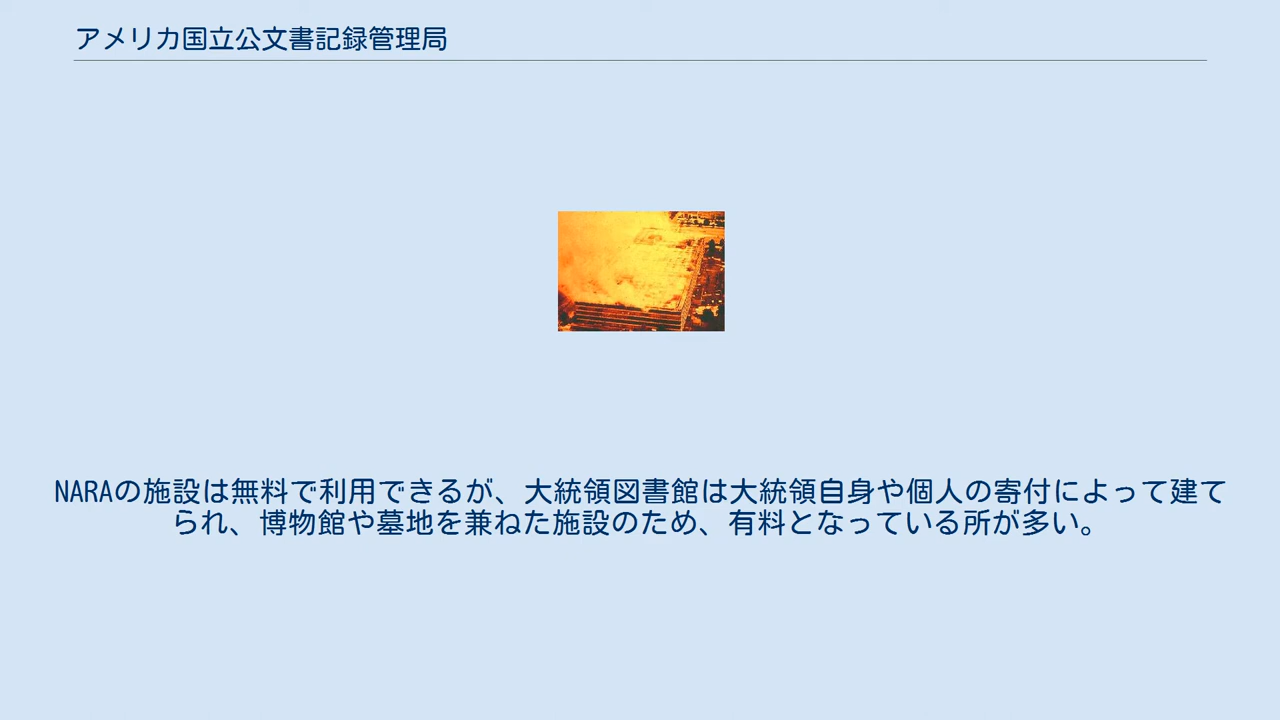 アメリカ国立公文書記録管理局
NARAの施設は無料で利用できるが、大統領図書館は大統領自身や個人の寄付によって建て
られ、博物館や墓地を兼ねた施設のため、有料となっている所が多い。